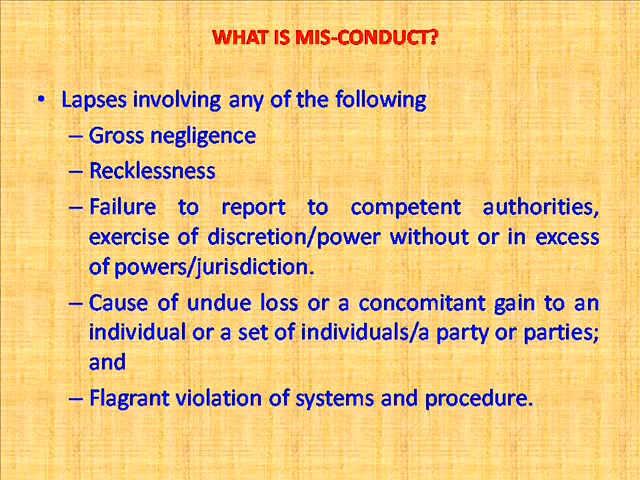 WHAT IS MIS-CONDUCT?
• Lapses involving any of the following
– Gross negligence
– Recklessness
– Failure to report to competent authorities,
exercise of discretion/power without or in excess
of powers/jurisdiction.
– Cause of undue loss or a concomitant gain to an
individual or a set of individuals/a party or parties;
and
– Flagrant violation of systems and procedure.